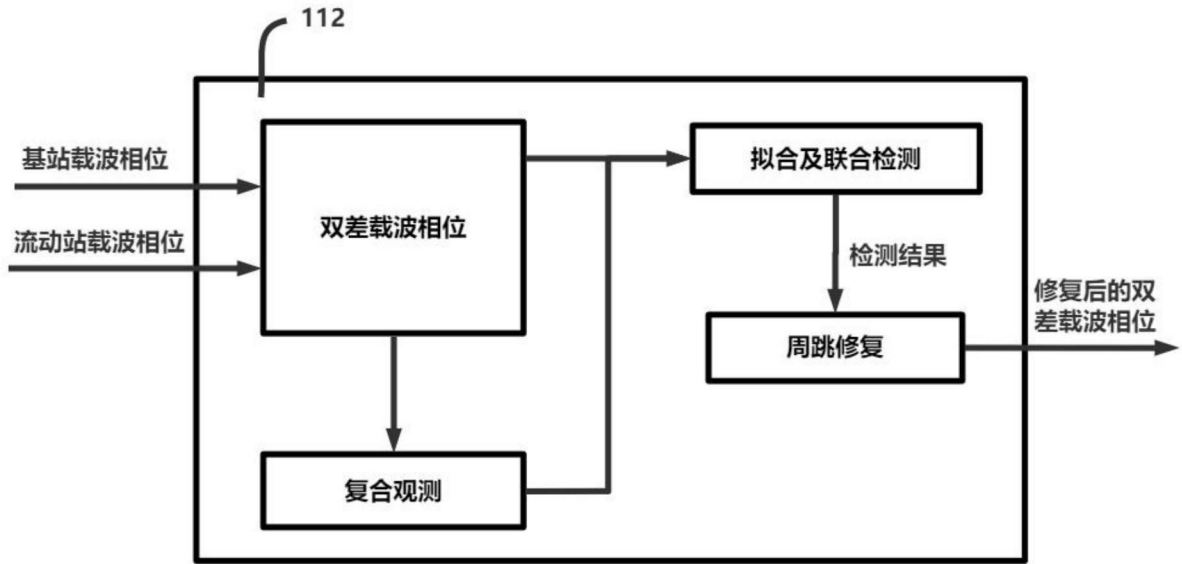 112
基站载波相位
流动站载波相位
双差载波相位
复合观测
拟合及联合检测
检测结果
周跳修复
修复后的双
差载波相位